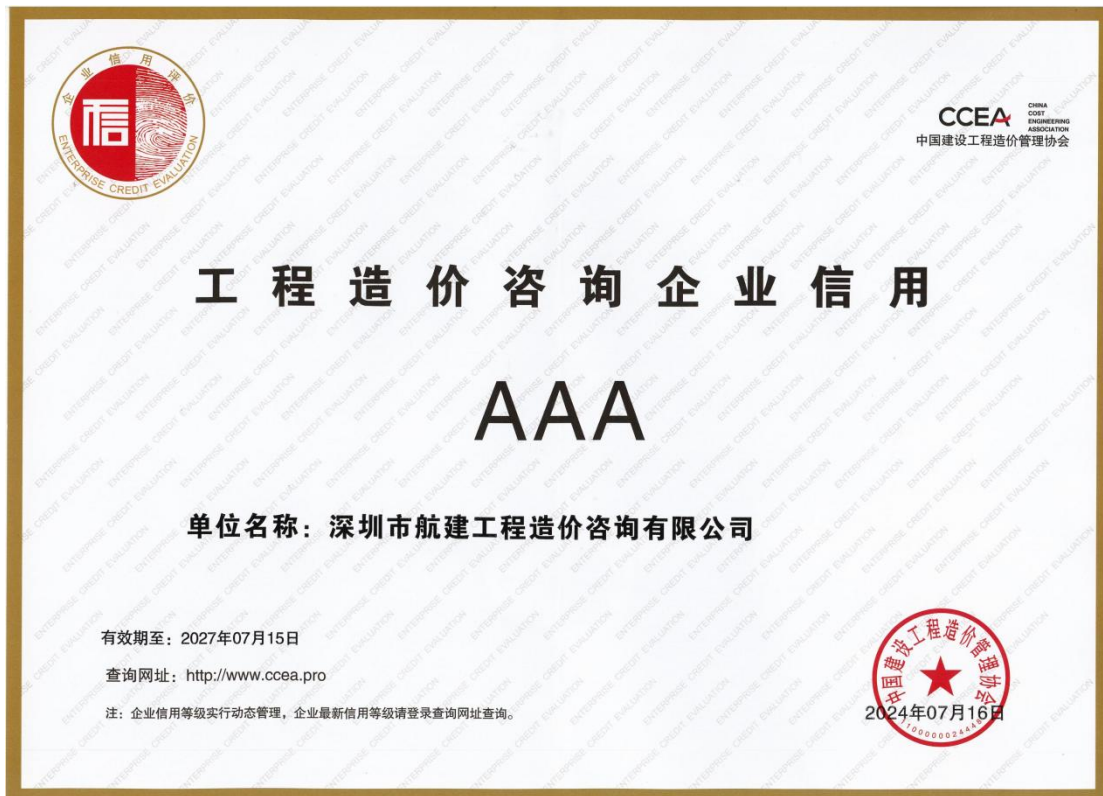 企业信用评价
ENTERPRISE CREDIT EVALUATION
信
CCEA
CHINA
COST
ENGINEERING
ASSOCIATION
中国建设工程造价管理协会
工程造价咨询企业信用
AAA
单位名称：深圳市航建工程造价咨询有限公司
有效期至：2027年07月15日
查询网址：http://www.ccea.pro
注：企业信用等级实行动态管理，企业最新信用等级请登录查询网址查询。
中国建设工程造价管理协会
2024年07月16日